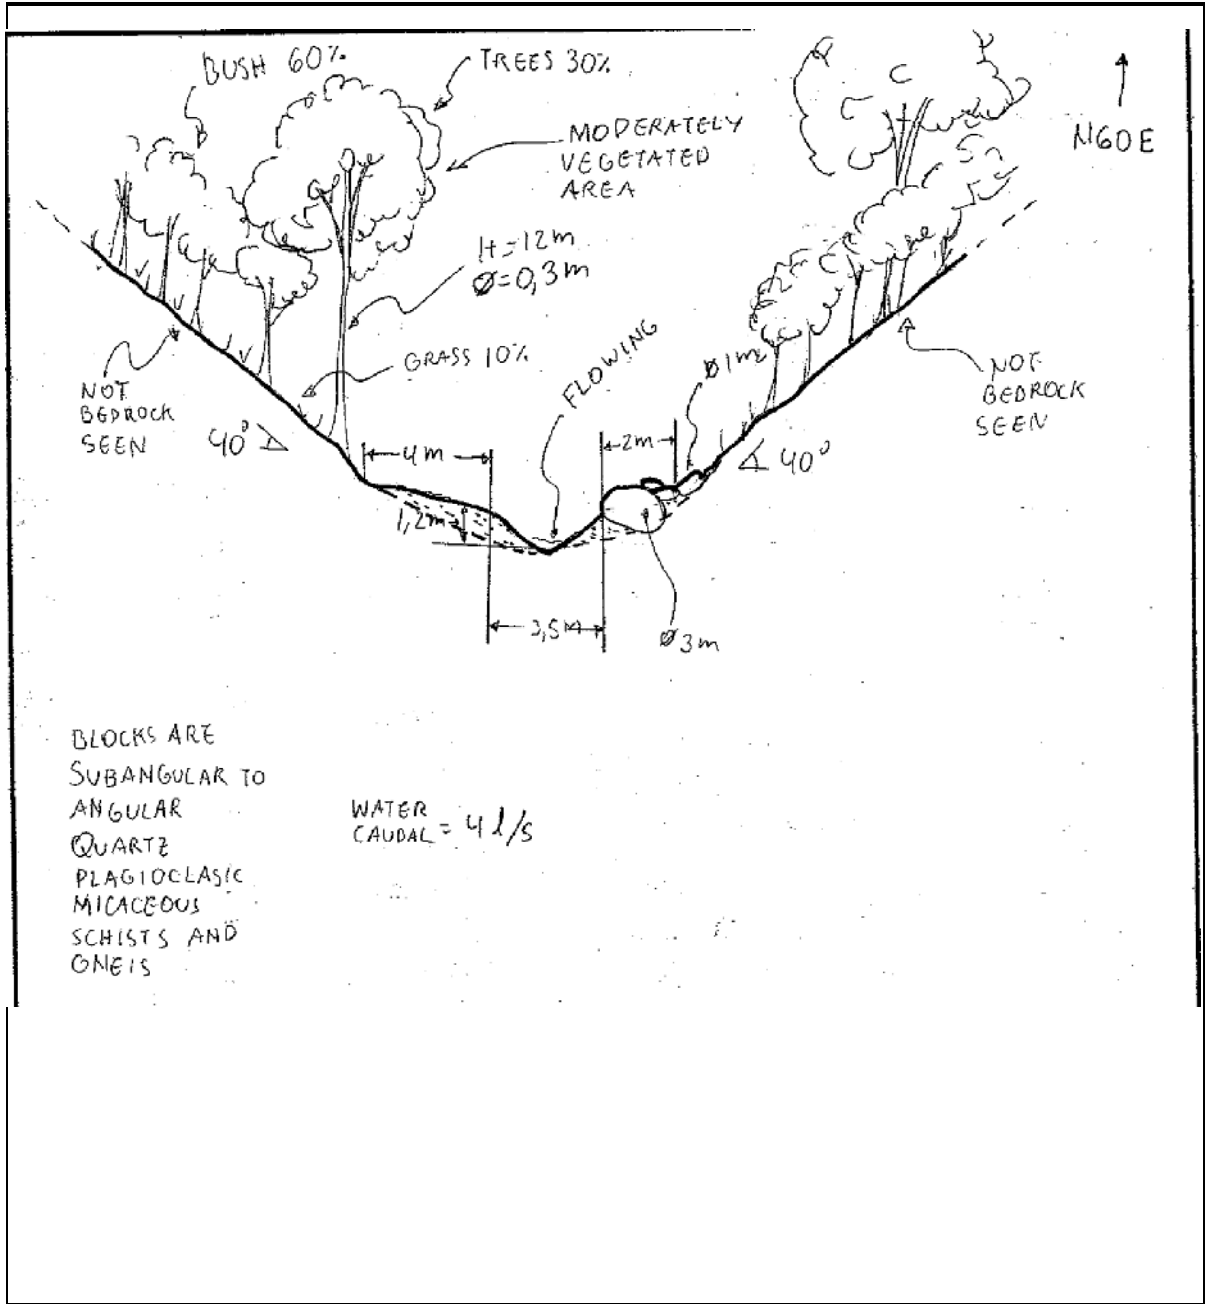 BUSH 60%
TREES 30%
MODERATELY
VEGETATED
AREA
N60E
H=12m
Ø=0,3m
GRASS 10%
FLOWING
Ø1m
NOT
BEDROCK
SEEN
NOT
BEDROCK
SEEN
40°
4m
2m
40°
1,2m
3,5M
Ø3m
BLOCKS ARE
SUBANGULAR TO
ANGULAR
QUARTZ
PLAGIOCLASIC
MICACEOUS
SCHISTS AND
GNEIS
WATER
CAUDAL = 4 l/s